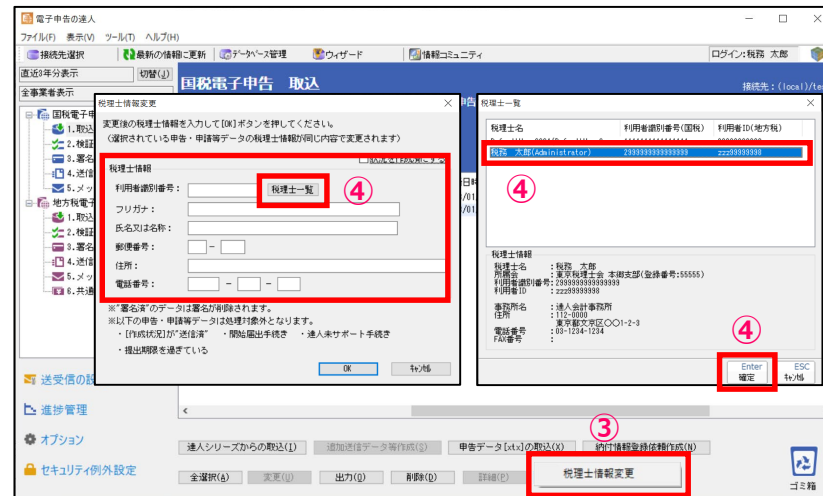 電子申告の達人
ファイル(F) 表示(V) ツール(T) ヘルプ(H)
接続先選択 最新の情報に更新 データベース管理 ウィザード 情報コミュニティ ログイン:税務 太郎
直近3年分表示 切替(J)
全事業者表示
国税電子申告 取込
接続先:(local)/te
国税電子申
1.取込
2.検証
3.署名
4.送信
5.メッ
地方税電子
1.取込
2.検証
3.署名
4.送信
5.メッ
6.共通
税理士情報変更
変更後の税理士情報を入力して[OK]ボタンを押してください。
(選択されている申告・申請等データの税理士情報が同じ内容で変更されます)
税理士情報
利用者識別番号: 税理士一覧 ④
フリガナ:
氏名又は名称:
郵便番号: -
住所:
電話番号: - -
※"署名済"のデータは署名が削除されます。
※以下の申告・申請等データは処理対象外となります。
・[作成状況]が"送信済" ・開始届出手続き ・達人未サポート手続き
・提出期限を過ぎている
OK キャンセル
税理士一覧
税理士名 利用者識別番号(国税) 利用者ID(地方税)
税務 太郎(Administrator) 2999999999999999 zzz99999998
④
税理士情報
税理士名 :税務 太郎
所属会 :東京税理士会 本郷支部(登録番号:55555)
利用者識別番号:2999999999999999
利用者ID :zzz99999998
事務所名 :達人会計事務所
住所 :112-0000
東京都文京区〇〇1-2-3
電話番号 :03-1234-1234
FAX番号 :
④
Enter 確定 ESC キャンセル
送受信の設
進捗管理
オプション
セキュリティ例外設定
③
達人シリーズからの取込(I) 追加送信データ等作成(S) 申告データ[xtx]の取込(X) 納付情報登録依頼作成(N)
全選択(A) 変更(U) 出力(O) 削除(D) 詳細(P) 税理士情報変更
ゴミ箱